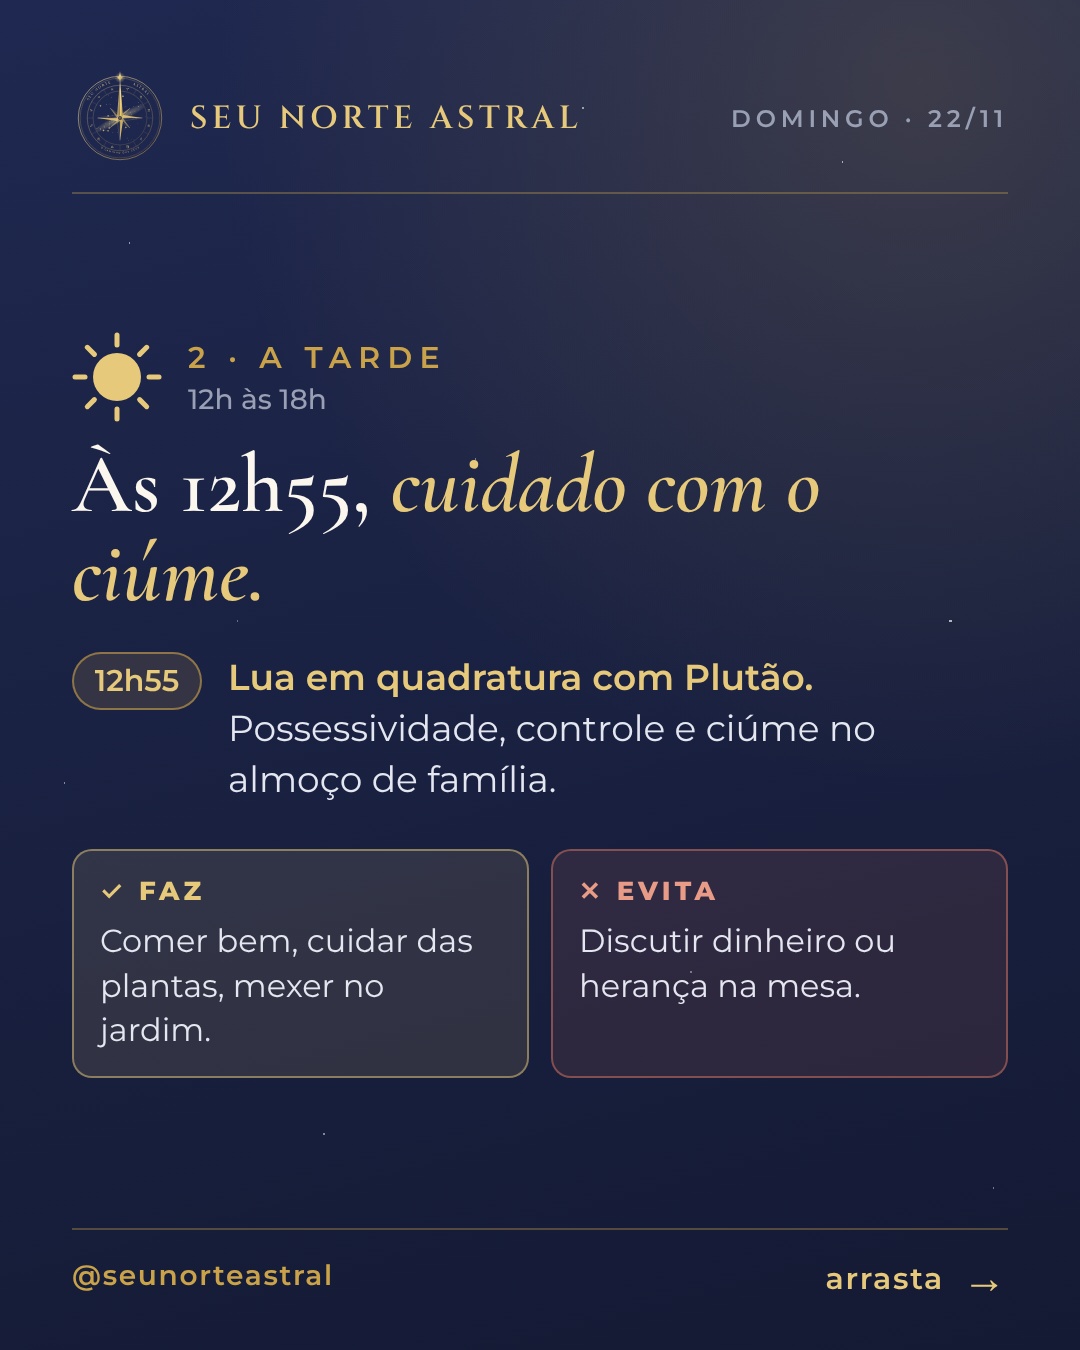 SEU NORTE ASTRAL
DOMINGO · 22/11
2 · A TARDE
12h às 18h
Às 12h55, cuidado com o
ciúme.
12h55
Lua em quadratura com Plutão.
Possessividade, controle e ciúme no
almoço de família.
✓ FAZ
Comer bem, cuidar das
plantas, mexer no
jardim.
✕ EVITA
Discutir dinheiro ou
herança na mesa.
@seunorteastral
arrasta →